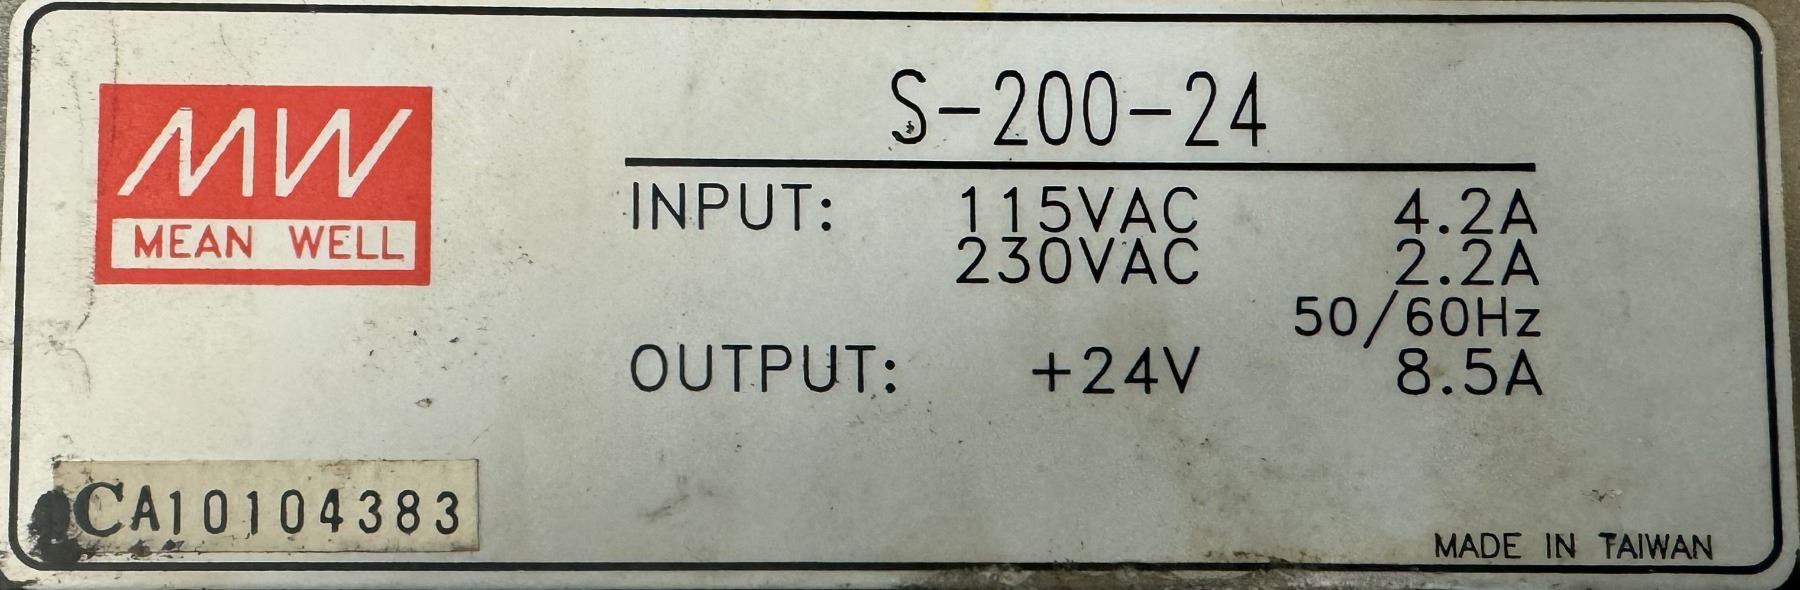 MW
MEAN WELL
S-200-24
INPUT: 115VAC 4.2A
230VAC 2.2A
50/60Hz
OUTPUT: +24V 8.5A
CA10104383
MADE IN TAIWAN